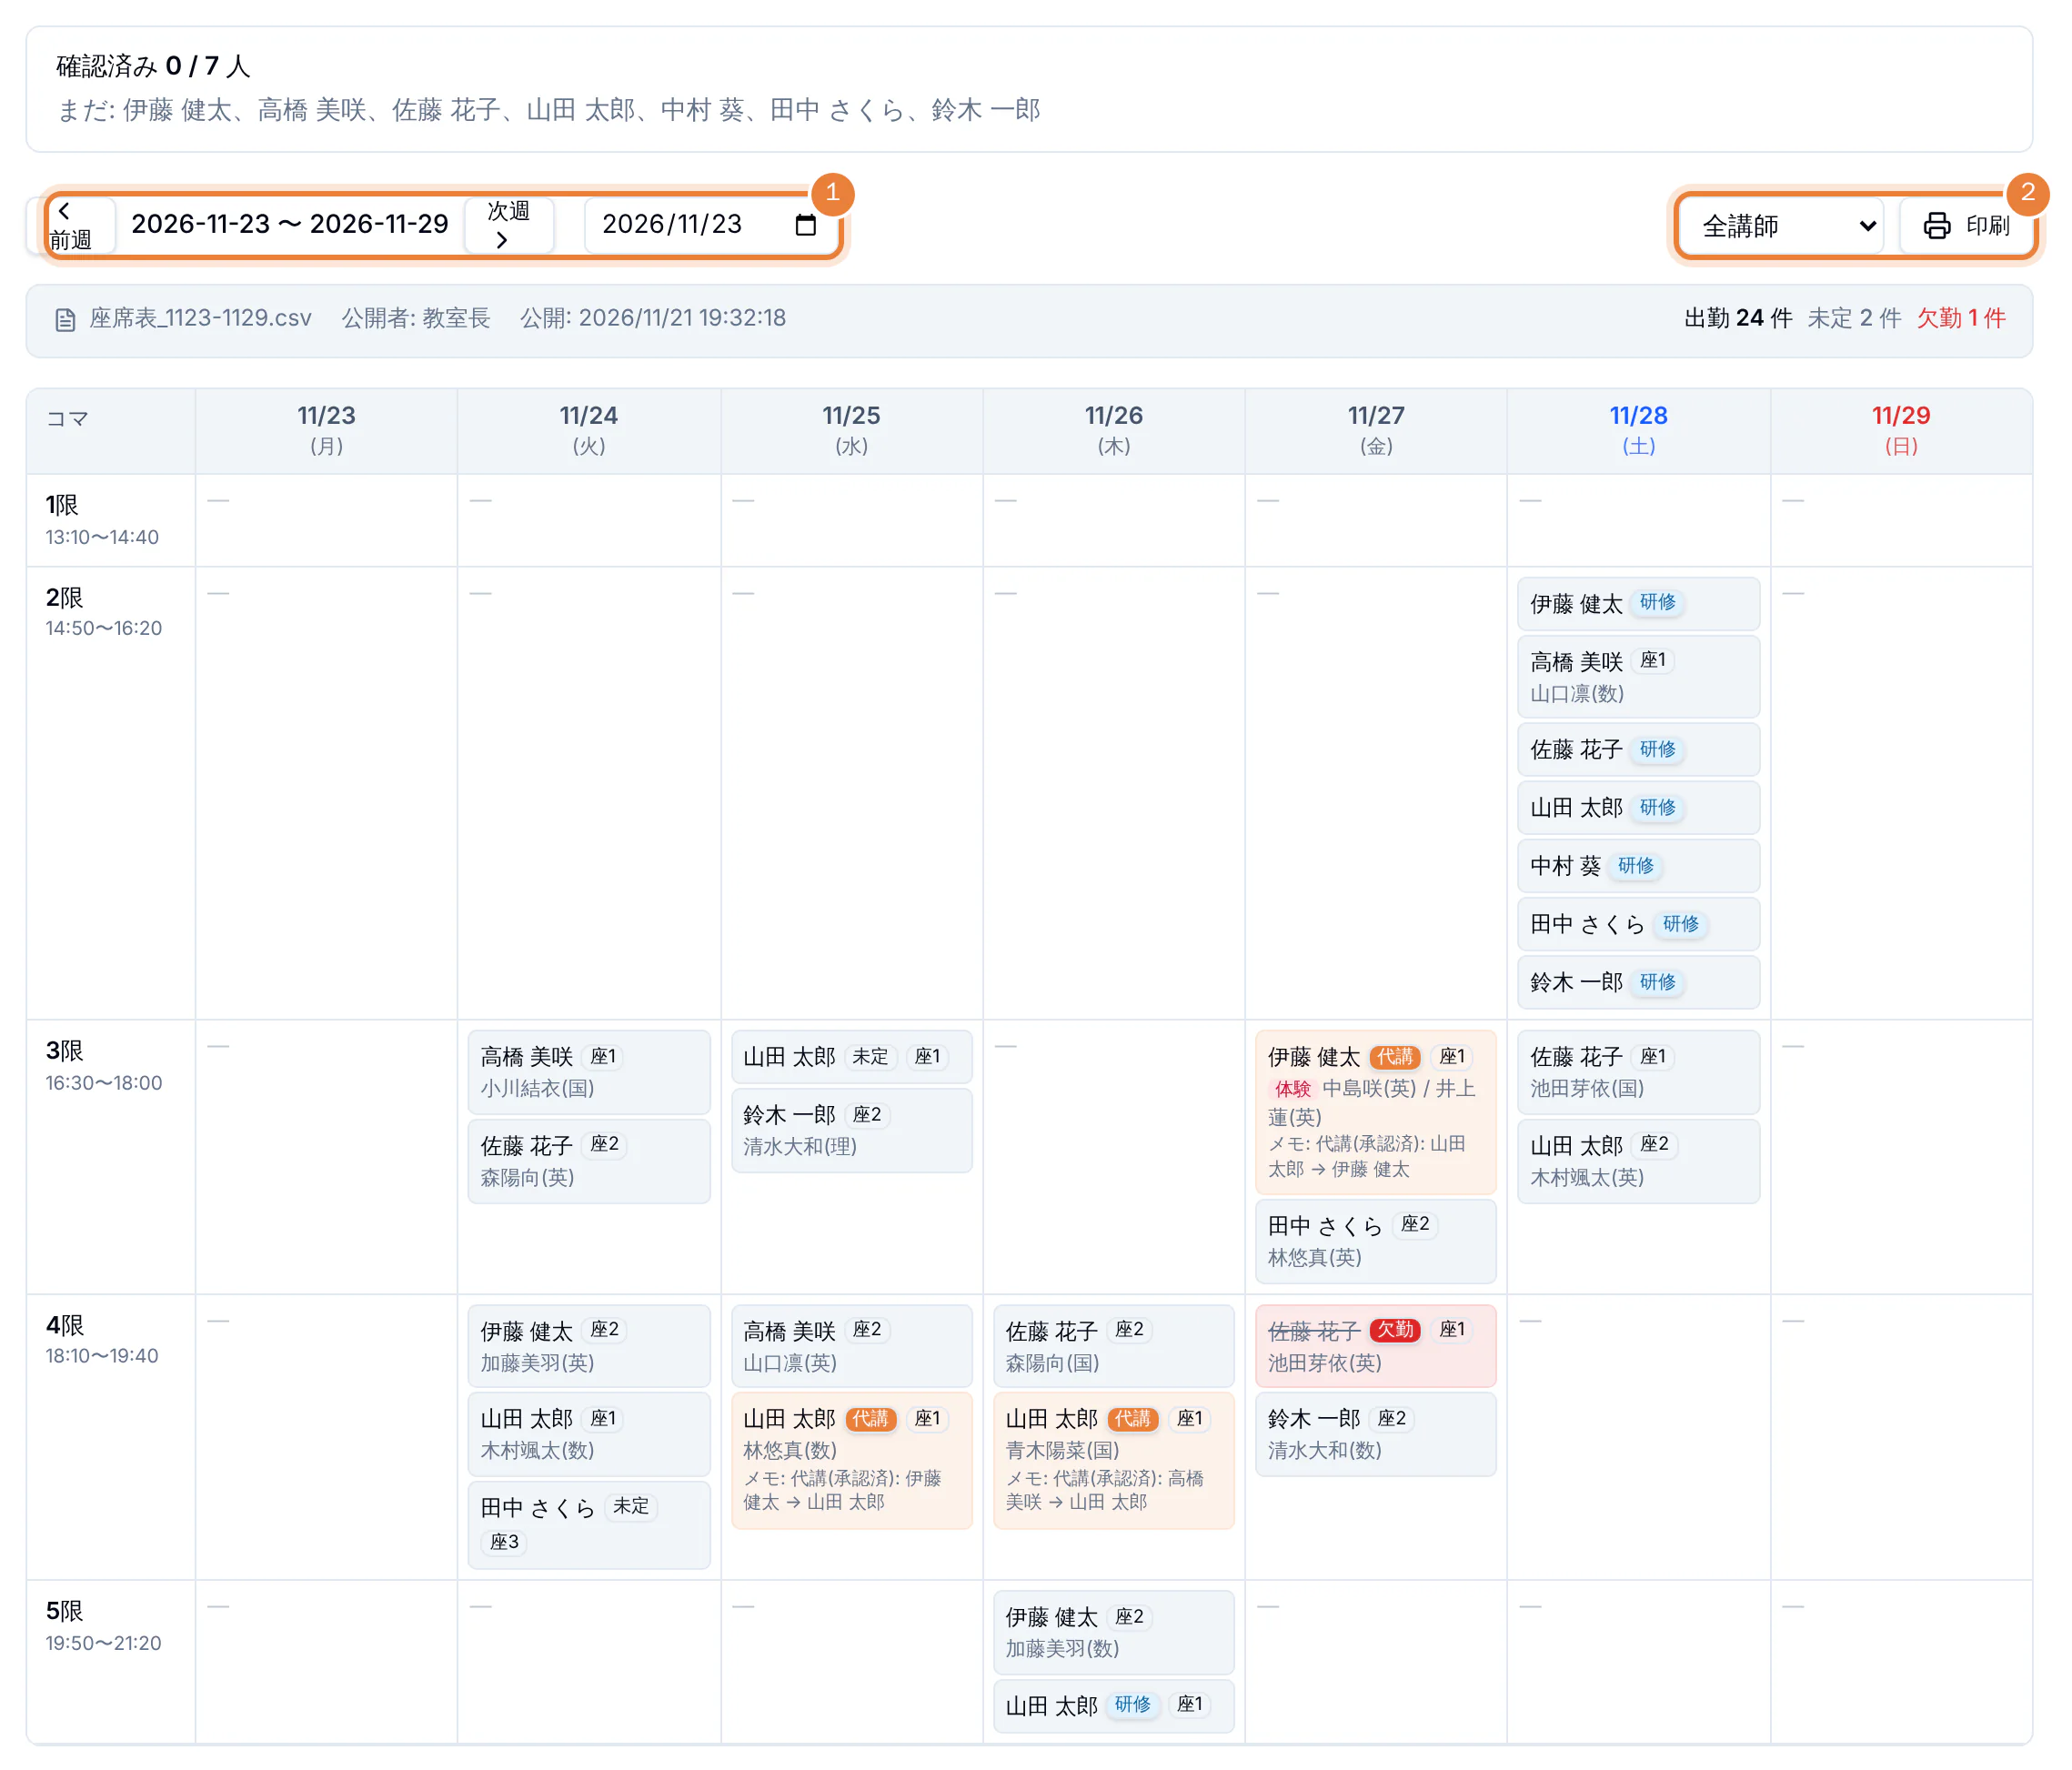 確認済み 0 / 7 人
まだ: 伊藤 健太、高橋 美咲、佐藤 花子、山田 太郎、中村 葵、田中 さくら、鈴木 一郎
前週
2026-11-23 〜 2026-11-29
次週
2026/11/23
1
全講師
印刷
2
座席表_1123-1129.csv 公開者: 教室長 公開: 2026/11/21 19:32:18
出勤 24 件 未定 2 件 欠勤 1 件
コマ
11/23
(月)
11/24
(火)
11/25
(水)
11/26
(木)
11/27
(金)
11/28
(土)
11/29
(日)
1限
13:10〜14:40
—
—
—
—
—
—
—
2限
14:50〜16:20
—
—
—
—
—
伊藤 健太 研修
高橋 美咲 座1
山口凛(数)
佐藤 花子 研修
山田 太郎 研修
中村 葵 研修
田中 さくら 研修
鈴木 一郎 研修
—
3限
16:30〜18:00
—
高橋 美咲 座1
小川結衣(国)
佐藤 花子 座2
森陽向(英)
山田 太郎 未定 座1
鈴木 一郎 座2
清水大和(理)
—
伊藤 健太 代講 座1
体験 中島咲(英) / 井上
蓮(英)
メモ: 代講(承認済): 山田
太郎 → 伊藤 健太
田中 さくら 座2
林悠真(英)
佐藤 花子 座1
池田芽依(国)
山田 太郎 座2
木村颯太(英)
—
4限
18:10〜19:40
—
伊藤 健太 座2
加藤美羽(英)
山田 太郎 座1
木村颯太(数)
田中 さくら 未定
座3
高橋 美咲 座2
山口凛(英)
山田 太郎 代講 座1
林悠真(数)
メモ: 代講(承認済): 伊藤
健太 → 山田 太郎
佐藤 花子 座2
森陽向(国)
山田 太郎 代講 座1
青木陽菜(国)
メモ: 代講(承認済): 高橋
美咲 → 山田 太郎
佐藤 花子 欠勤 座1
池田芽依(英)
鈴木 一郎 座2
清水大和(数)
—
—
5限
19:50〜21:20
—
—
—
伊藤 健太 座2
加藤美羽(数)
山田 太郎 研修 座1
—
—
—